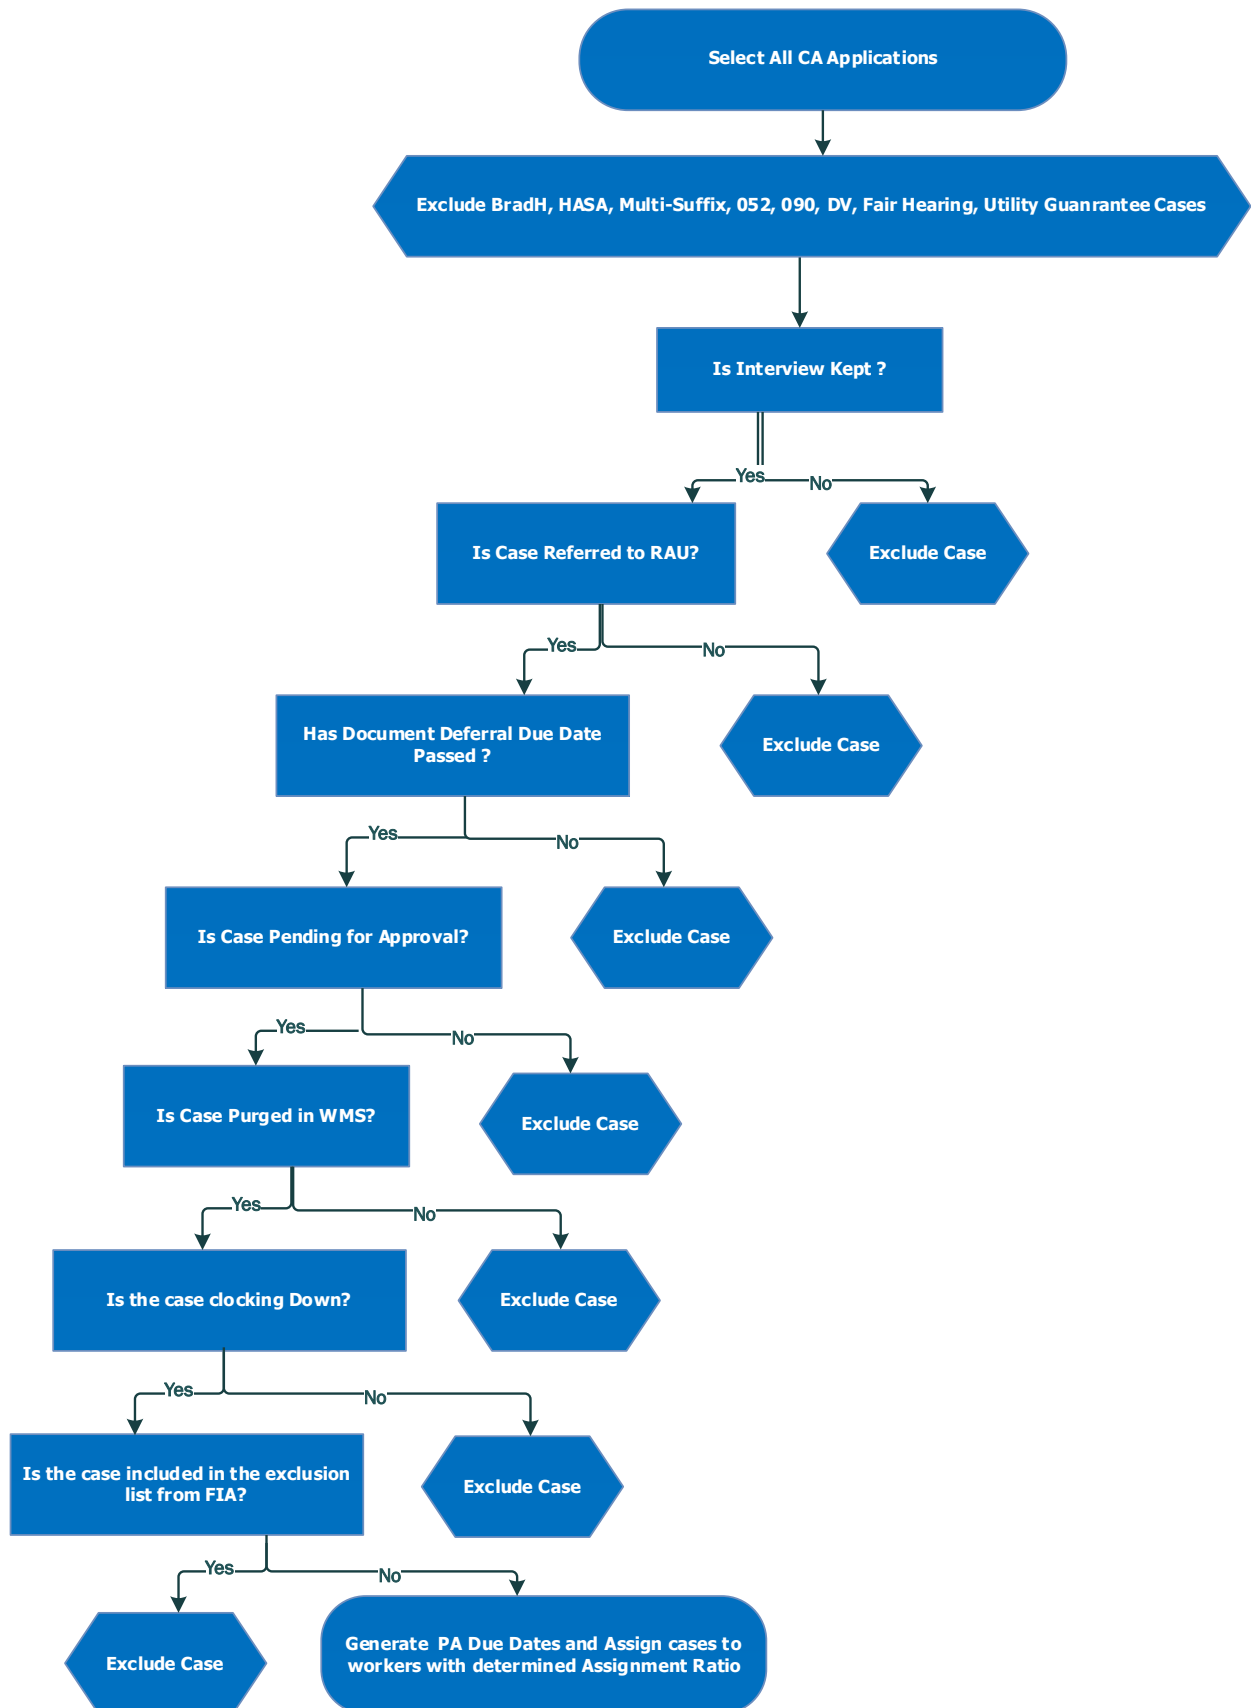 Select All CA Applications
Exclude BradH, HASA, Multi-Suffix, 052, 090, DV, Fair Hearing, Utility Guanrantee Cases
Is Interview Kept ?
Yes
No
Is Case Referred to RAU?
Exclude Case
Yes
No
Has Document Deferral Due Date
Passed ?
Exclude Case
Yes
No
Is Case Pending for Approval?
Exclude Case
Yes
No
Is Case Purged in WMS?
Exclude Case
Yes
No
Is the case clocking Down?
Exclude Case
Yes
No
Is the case included in the exclusion
list from FIA?
Exclude Case
Yes
No
Exclude Case
Generate PA Due Dates and Assign cases to
workers with determined Assignment Ratio